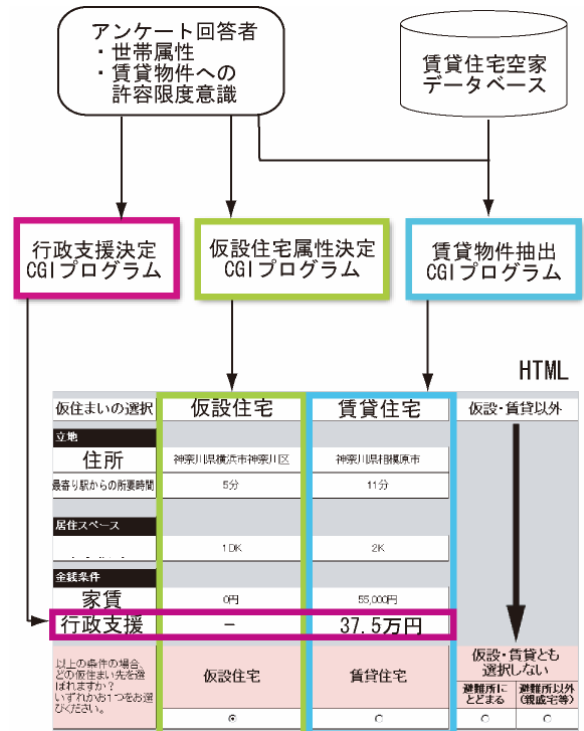 アンケート回答者
・世帯属性
・賃貸物件への
許容限度意識
賃貸住宅空家
データベース
行政支援決定
CGIプログラム
仮設住宅属性決定
CGIプログラム
賃貸物件抽出
CGIプログラム
HTML
仮住まいの選択 仮設住宅 賃貸住宅 仮設・賃貸以外
立地
住所 神奈川県横浜市神奈川区 神奈川県相模原市
最寄り駅からの所要時間 5分 11分
居住スペース
1DK 2K
金銭条件
家賃 0円 55,000円
行政支援 － 37.5万円
以上の条件の場合、
どの仮住まい先を選
ばれますか？
いずれかお1つをお選
びください。
仮設住宅 賃貸住宅
仮設・賃貸とも
選択しない
避難所に
とどまる
避難所以外
(親戚宅等)